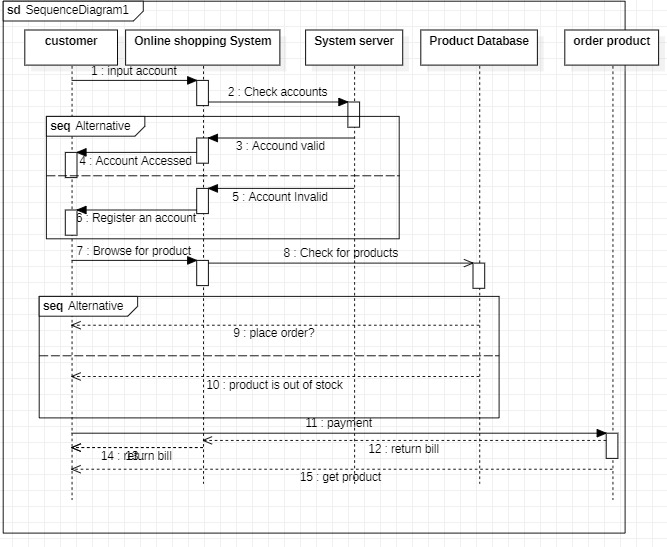 sd SequenceDiagram1
customer
Online shopping System
System server
Product Database
order product
1 : input account
2 : Check accounts
seq Alternative
3 : Accound valid
4 : Account Accessed
5 : Account Invalid
6 : Register an account
7 : Browse for product
8 : Check for products
seq Alternative
9 : place order?
10 : product is out of stock
11 : payment
12 : return bill
14 : return bill
15 : get product